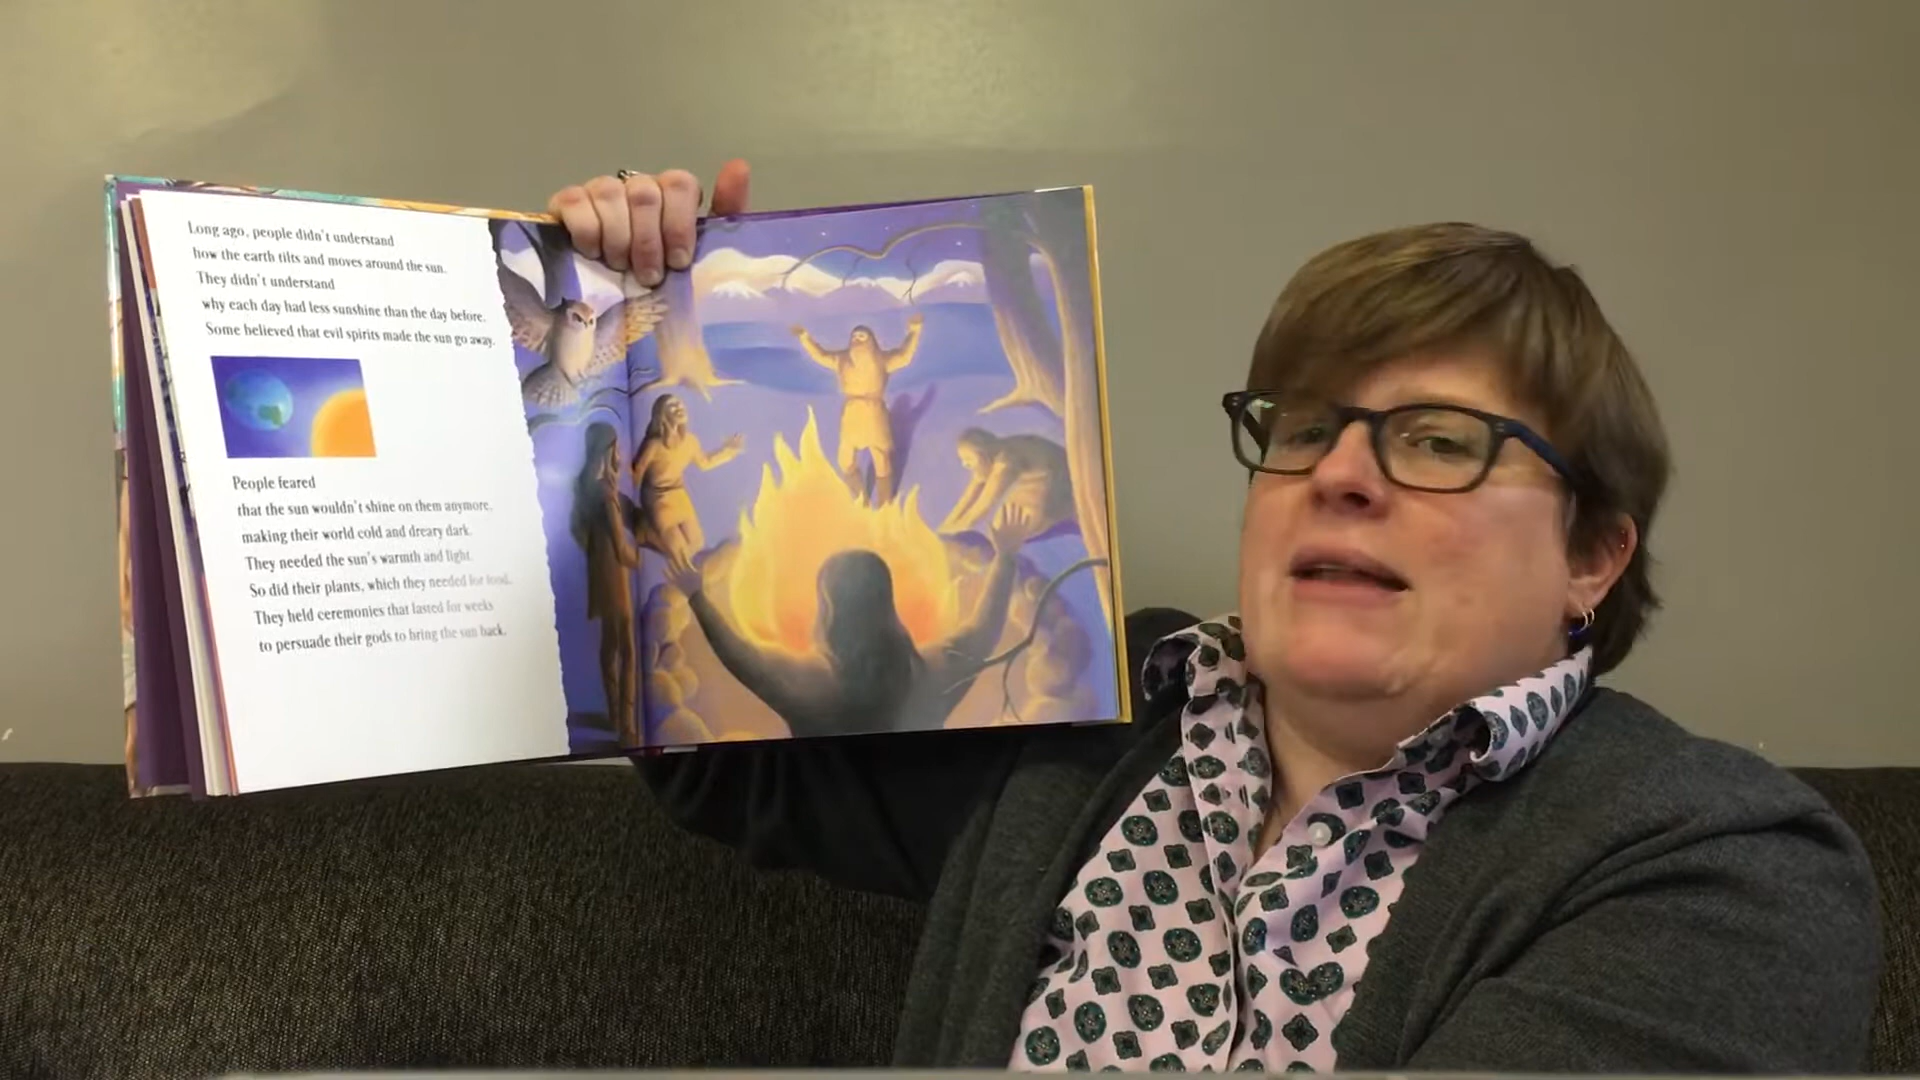 Long ago, people didn't understand
how the earth tilts and moves around the sun.
They didn't understand
why each day had less sunshine than the day before.
Some believed that evil spirits made the sun go away.
People feared
that the sun wouldn't shine on them anymore,
making their world cold and dreary dark.
They needed the sun's warmth and light.
So did their plants, which they needed for food.
They held ceremonies that lasted for weeks
to persuade their gods to bring the sun back.